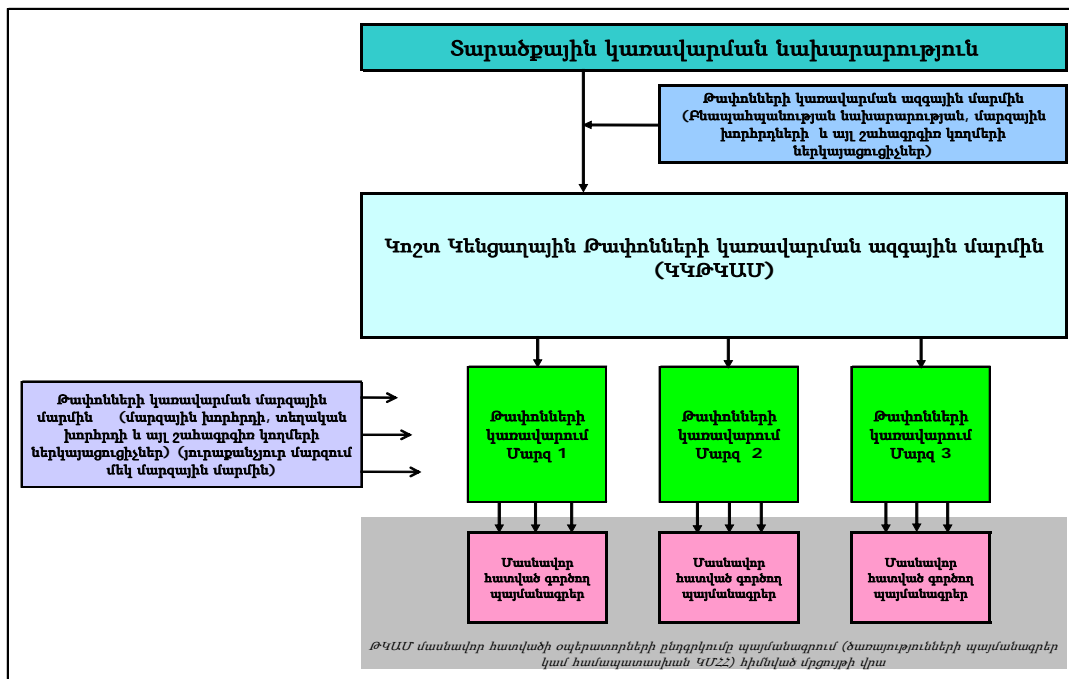 Տարածքային կառավարման նախարարություն
Թափոնների կառավարման ազգային մարմին
(Բնապահպանության նախարարության, մարզային
խորհրդների և այլ շահագրգիռ կողմերի
ներկայացուցիչներ)
Կոշտ Կենցաղային Թափոնների կառավարման ազգային մարմին
(ԿԿԹԿԱՄ)
Թափոնների կառավարման մարզային
մարմին (մարզային խորհրդի, տեղական
խորհրդի և այլ շահագրգիռ կողմերի
ներկայացուցիչներ) (յուրաքանչյուր մարզում
մեկ մարզային մարմին)
Թափոնների
կառավարում
Մարզ 1
Թափոնների
կառավարում
Մարզ 2
Թափոնների
կառավարում
Մարզ 3
Մասնավոր
հատված գործող
պայմանագրեր
Մասնավոր
հատված գործող
պայմանագրեր
Մասնավոր
հատված գործող
պայմանագրեր
ԹԿԱՄ մասնավոր հատվածի օպերատորների ընդգրկումը պայմանագրում (ծառայությունների պայմանագրեր
կամ համապատասխան ԿՄՀՀ) հիմնված մրցույթի վրա